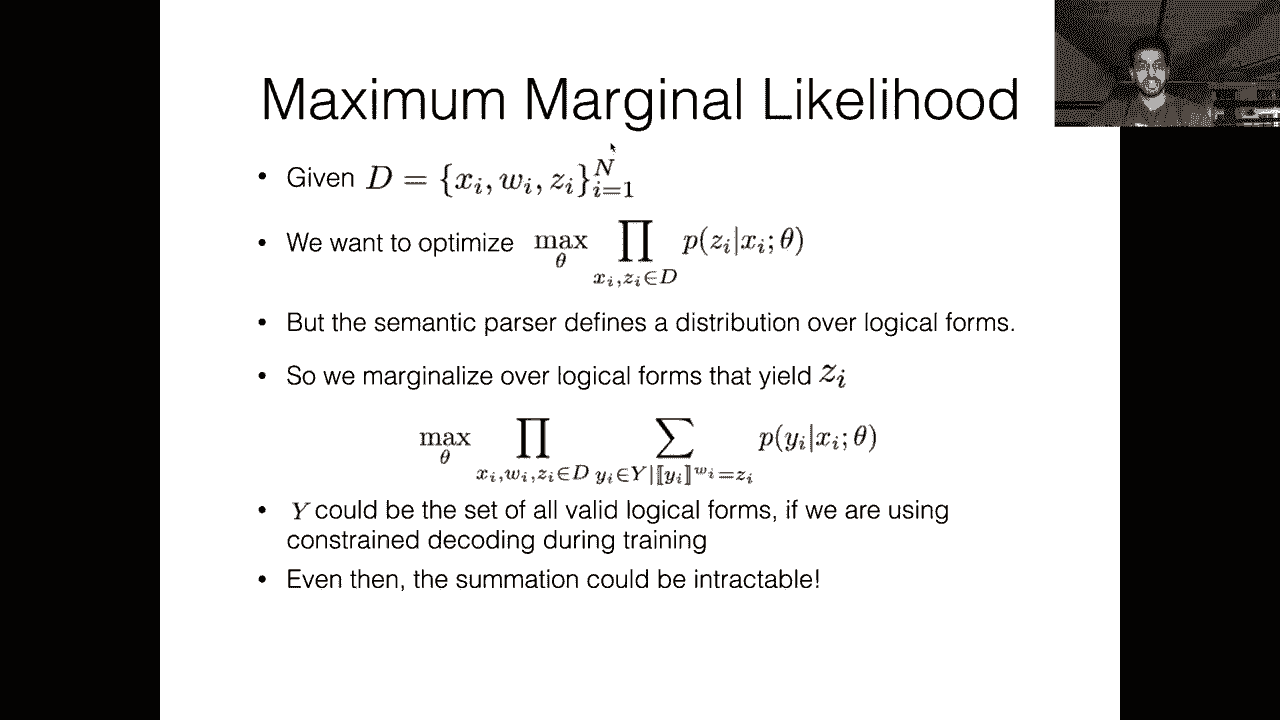 Maximum Marginal Likelihood
• Given $D = \{x_i, w_i, z_i\}_{i=1}^{N}$
• We want to optimize $\max_{\theta} \prod_{x_i, z_i \in D} p(z_i|x_i; \theta)$
• But the semantic parser defines a distribution over logical forms.
• So we marginalize over logical forms that yield $z_i$
$\max_{\theta} \prod_{x_i, w_i, z_i \in D} \sum_{y_i \in Y | [\![y_i]\!]^{w_i} = z_i} p(y_i|x_i; \theta)$
• $Y$ could be the set of all valid logical forms, if we are using
constrained decoding during training
• Even then, the summation could be intractable!